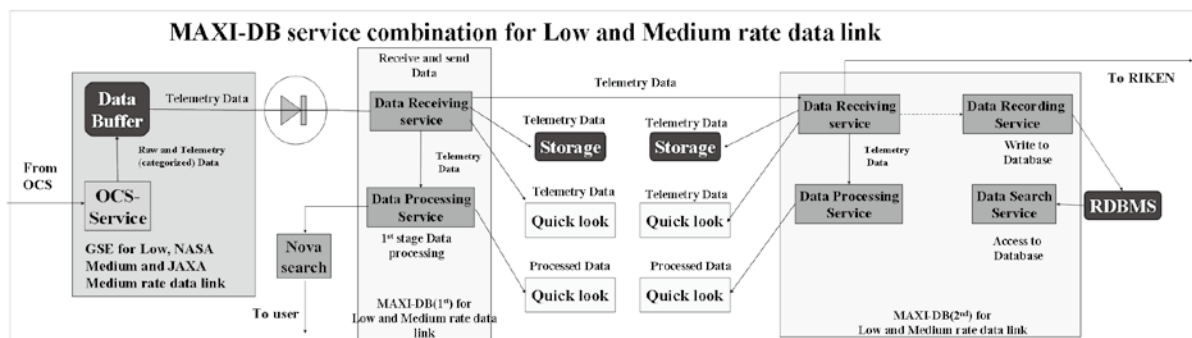 MAXI-DB service combination for Low and Medium rate data link
From
OCS
Data
Buffer
Raw and Telemetry
(categorized) Data
OCS-
Service
GSE for Low, NASA
Medium and JAXA
Medium rate data link
Telemetry Data
Receive and send
Data
Data Receiving
service
Telemetry
Data
Data Processing
Service
1st stage Data
processing
MAXI-DB(1st) for
Low and Medium rate data
link
Nova
search
To user
Telemetry Data
Telemetry Data
Storage
Telemetry Data
Quick look
Processed Data
Quick look
Telemetry Data
Storage
Telemetry Data
Quick look
Processed Data
Quick look
Data Receiving
service
Telemetry
Data
Data Processing
Service
Data Recording
Service
Write to
Database
Data Search
Service
Access to
Database
MAXI-DB(2nd) for
Low and Medium rate data link
To RIKEN
RDBMS